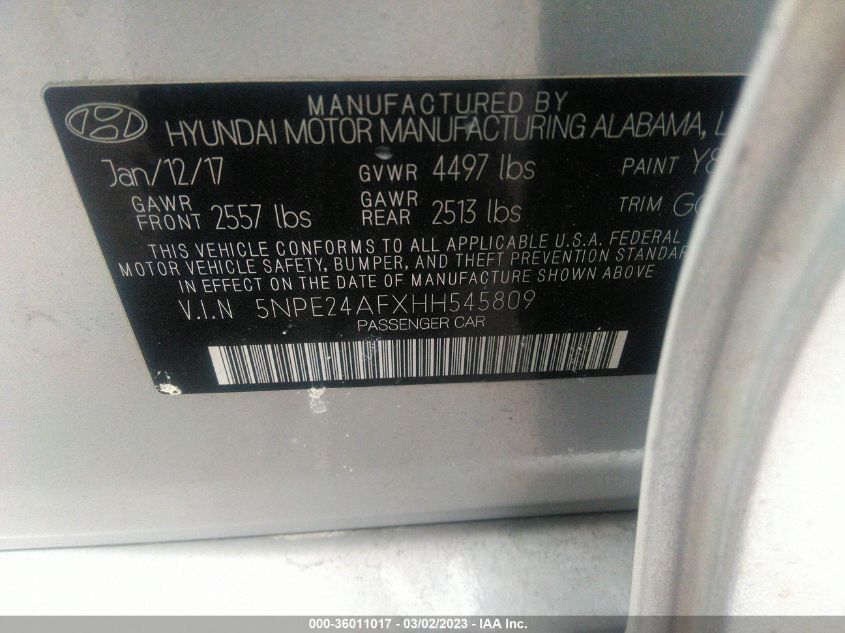 MANUFACTURED BY
HYUNDAI MOTOR MANUFACTURING ALABAMA,
Jan/12/17 GVWR 4497 lbs PAINT
GAWR FRONT 2557 lbs GAWR REAR 2513 lbs TRIM
THIS VEHICLE CONFORMS TO ALL APPLICABLE U.S.A. FEDERAL
MOTOR VEHICLE SAFETY, BUMPER, AND THEFT PREVENTION
IN EFFECT ON THE DATE OF MANUFACTURE SHOWN ABOVE
V.I.N 5NPE24AFXHH545809
PASSENGER CAR
000-36011017 - 03/02/2023 - IAA Inc.